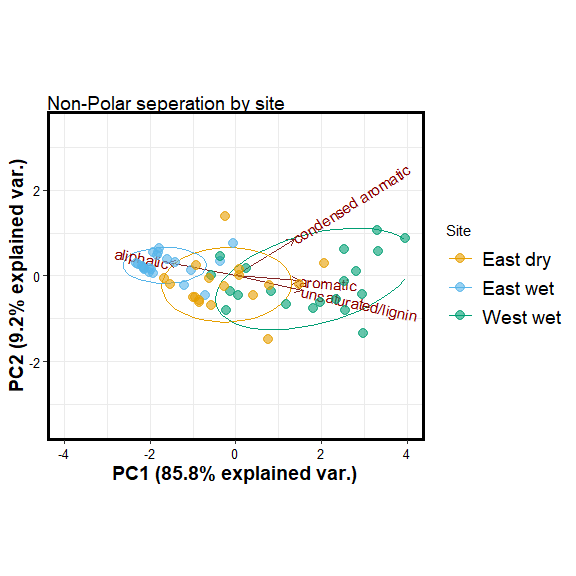 Non-Polar seperation by site
condensed aromatic
aliphatic
aromatic
unsaturated/lignin
2
0
-2
-4
-2
0
2
4
PC1 (85.8% explained var.)
PC2 (9.2% explained var.)
Site
East dry
East wet
West wet